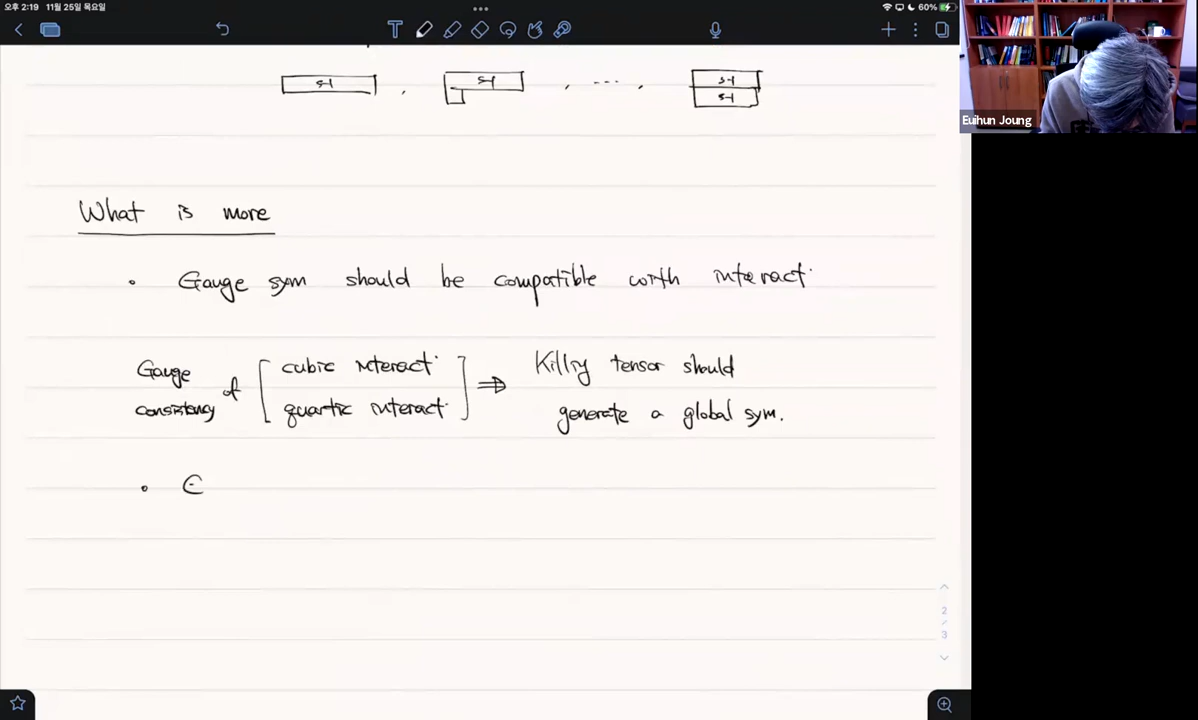 오후 2:19 11월 25일 목요일
60%
T
s-1 , s-1 , ... , s-1
s-1
What is more
• Gauge sym should be compatible with interact.
Gauge consistency of [ cubic interact. ⇒ Killing tensor should
quartic interact. ] generate a global sym.
• E
2
/
3
Euihun Joung